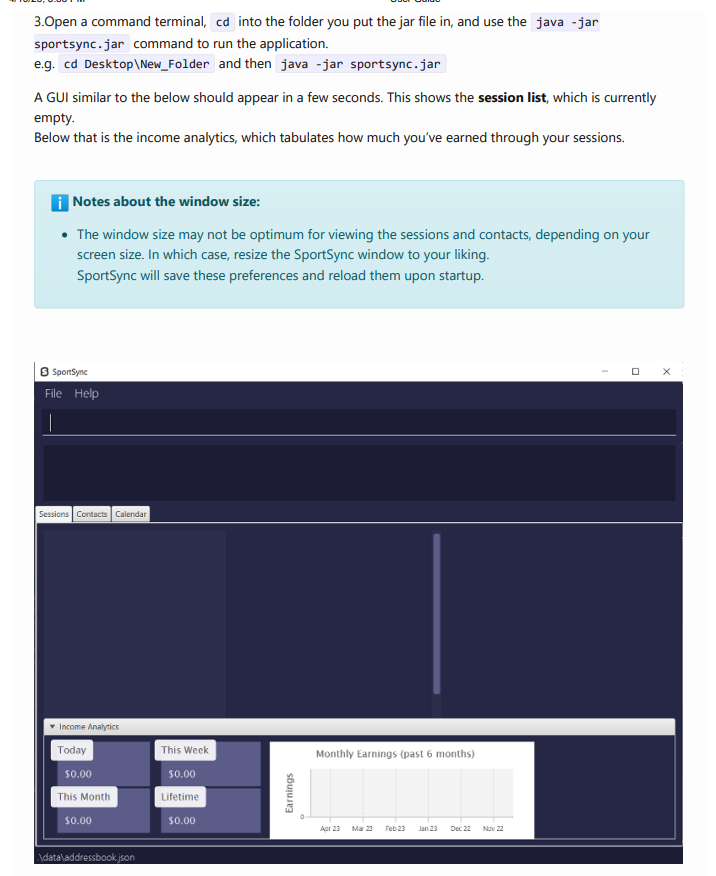 3.Open a command terminal, cd into the folder you put the jar file in, and use the java -jar
sportsync.jar command to run the application.
e.g. cd Desktop\New_Folder and then java -jar sportsync.jar
A GUI similar to the below should appear in a few seconds. This shows the session list, which is currently
empty.
Below that is the income analytics, which tabulates how much you’ve earned through your sessions.
Notes about the window size:
• The window size may not be optimum for viewing the sessions and contacts, depending on your
screen size. In which case, resize the SportSync window to your liking.
SportSync will save these preferences and reload them upon startup.
SportSync
File Help
Sessions Contacts Calendar
Income Analytics
Today This Week
$0.00 $0.00
This Month Lifetime
$0.00 $0.00
Monthly Earnings (past 6 months)
Earnings
0
Apr 23 Mar 23 Feb 23 Jan 23 Dec 22 Nov 22
.\data\addressbook.json